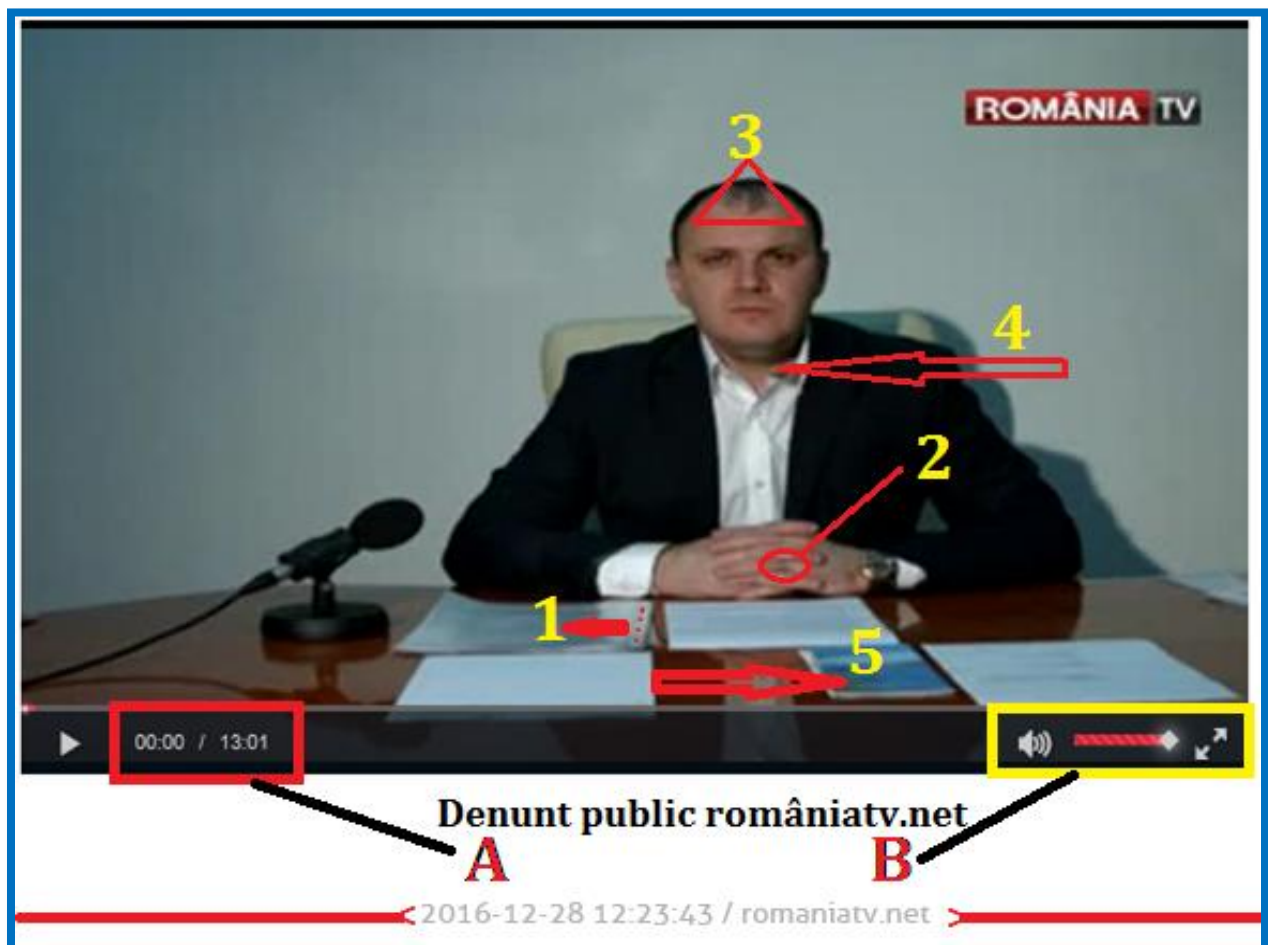 ROMÂNIA TV
3
4
2
1
5
00:00 / 13:01
Denunt public româniatv.net
A
B
2016-12-28 12:23:43 / romaniatv.net